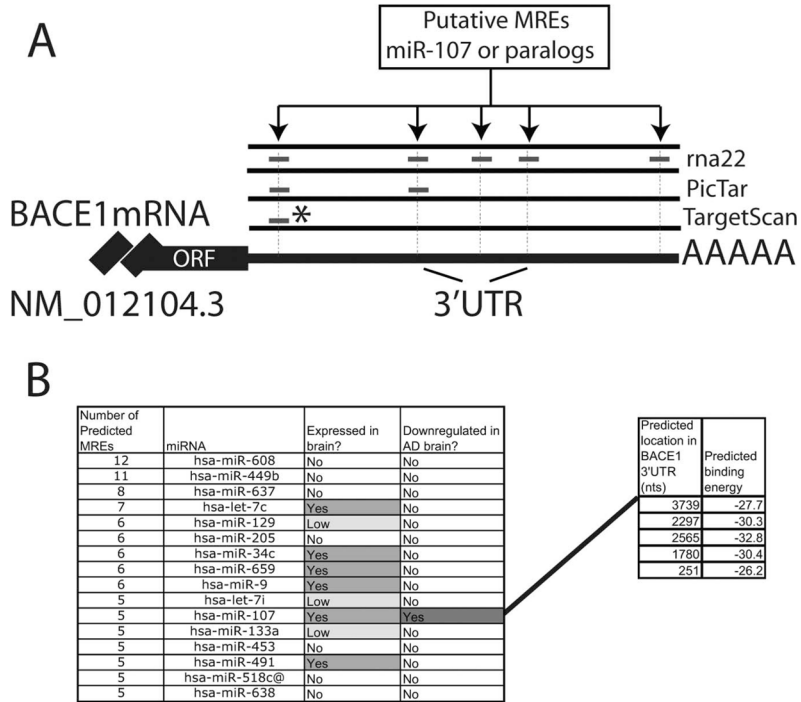 A
Putative MREs
miR-107 or paralogs
rna22
PicTar
*
TargetScan
BACE1mRNA
ORF
AAAAA
NM_012104.3
3’UTR
B
Number of Predicted MREs miRNA Expressed in brain? Downregulated in AD brain?
12 hsa-miR-608 No No
11 hsa-miR-449b No No
8 hsa-miR-637 No No
7 hsa-let-7c Yes No
6 hsa-miR-129 Low No
6 hsa-miR-205 No No
6 hsa-miR-34c Yes No
6 hsa-miR-659 Yes No
6 hsa-miR-9 Yes No
5 hsa-let-7i Low No
5 hsa-miR-107 Yes Yes
5 hsa-miR-133a Low No
5 hsa-miR-453 No No
5 hsa-miR-491 Yes No
5 hsa-miR-518c@ No No
5 hsa-miR-638 No No
Predicted location in BACE1 3'UTR (nts) Predicted binding energy
3739 -27.7
2297 -30.3
2565 -32.8
1780 -30.4
251 -26.2